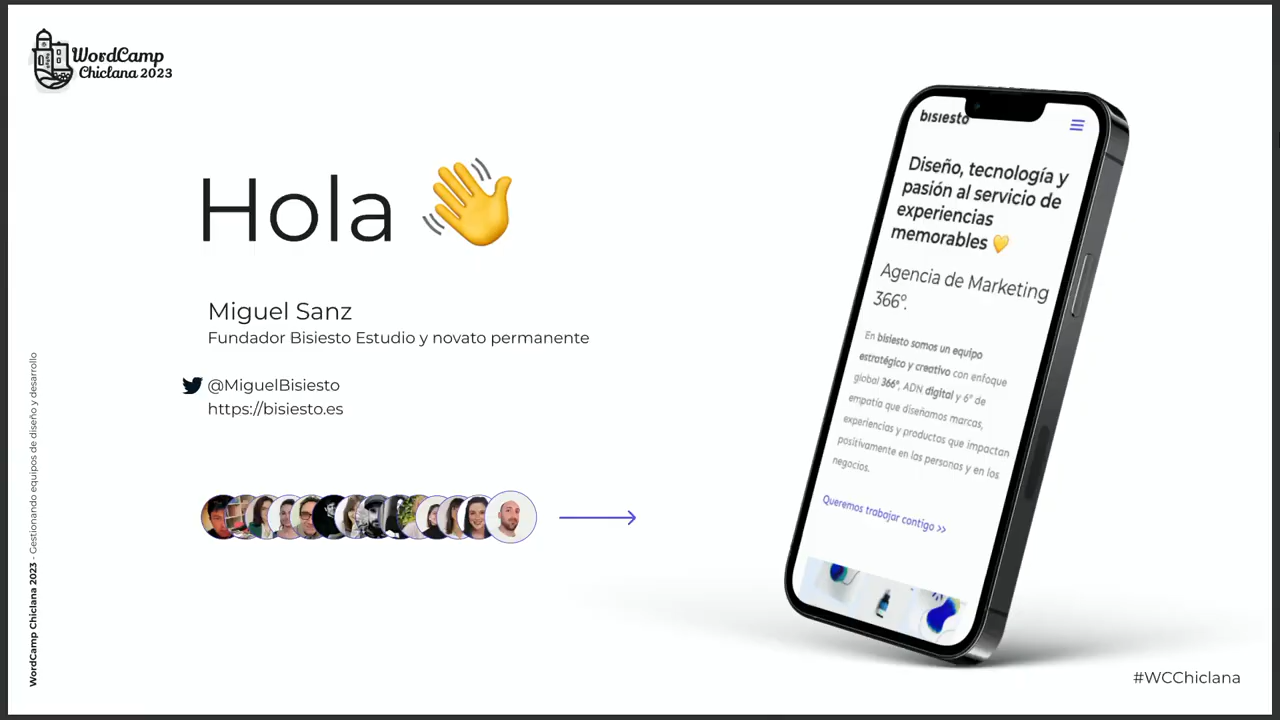 WordCamp
Chiclana 2023
Hola
Miguel Sanz
Fundador Bisiesto Estudio y novato permanente
@MiguelBisiesto
https://bisiesto.es
WordCamp Chiclana 2023 - Gestionando equipos de diseño y desarrollo
bisiesto
Diseño, tecnología y
pasión al servicio de
experiencias
memorables 💛
Agencia de Marketing
366º.
En bisiesto somos un equipo
estratégico y creativo con enfoque
global 366º, ADN digital y 6º de
empatía que diseñamos marcas,
experiencias y productos que impactan
positivamente en las personas y en los
negocios.
Queremos trabajar contigo >>
#WCChiclana